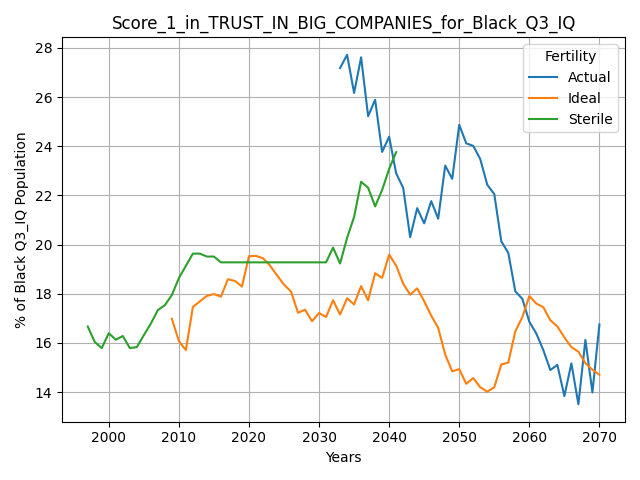 Score_1_in_TRUST_IN_BIG_COMPANIES_for_Black_Q3_IQ
% of Black Q3_IQ Population
28
26
24
22
20
18
16
14
Fertility
Actual
Ideal
Sterile
2000 2010 2020 2030 2040 2050 2060 2070
Years